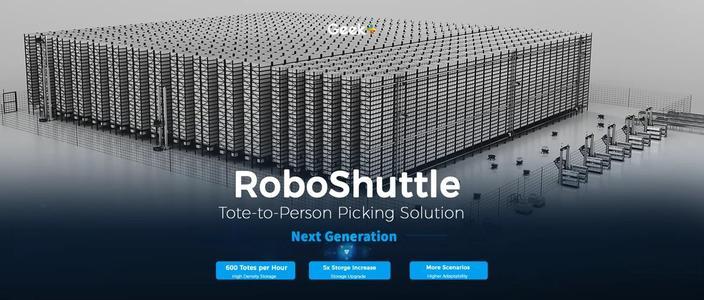 Geek+
RoboShuttle
Tote-to-Person Picking Solution
Next Generation
600 Totes per Hour
High Density Storage
5x Storge Increase
Storage Upgrade
More Scenarios
Higher Adaptability